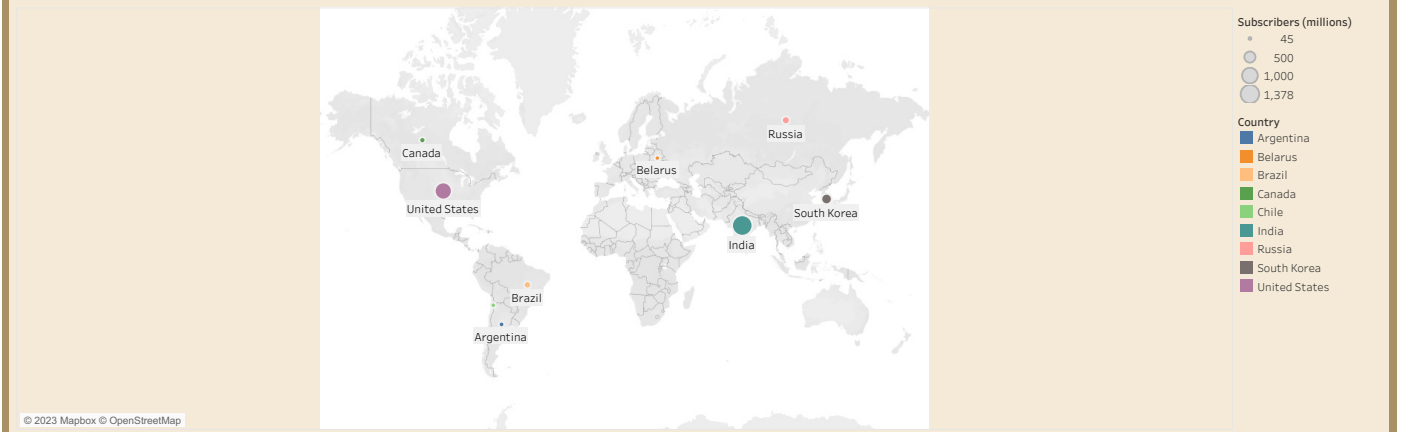 Canada
United States
Brazil
Argentina
Belarus
Russia
South Korea
India
© 2023 Mapbox © OpenStreetMap
Subscribers (millions)
45
500
1,000
1,378
Country
Argentina
Belarus
Brazil
Canada
Chile
India
Russia
South Korea
United States